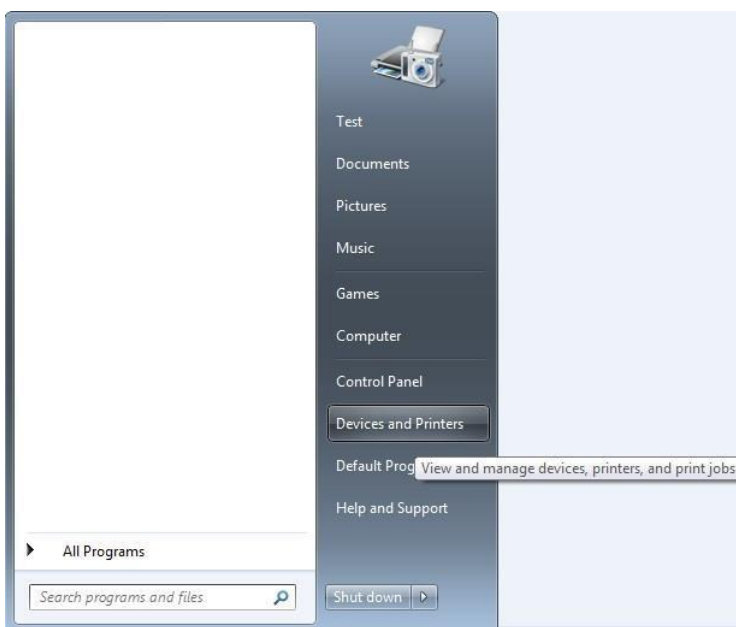 Test
Documents
Pictures
Music
Games
Computer
Control Panel
Devices and Printers
Default Prog
View and manage devices, printers, and print jobs
Help and Support
All Programs
Search programs and files
Shut down